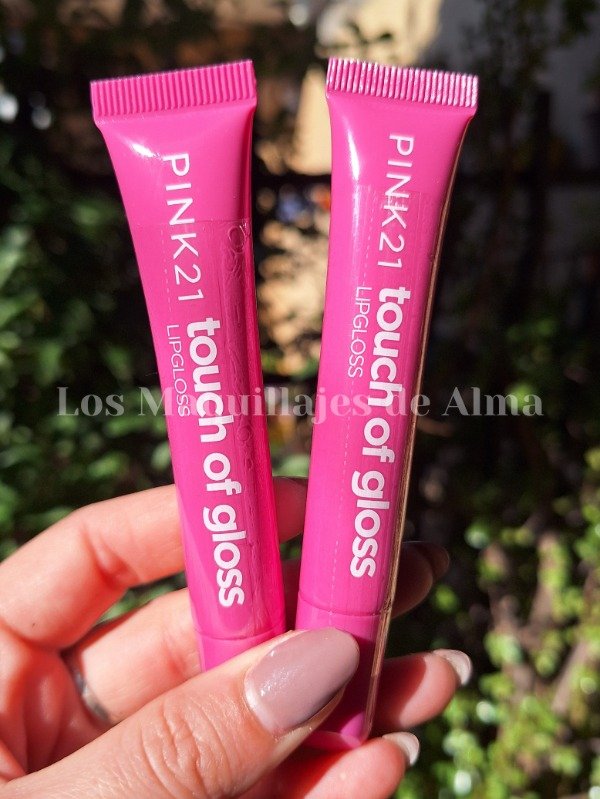 PINK21
touch of gloss
LIPGLOSS
PINK21
touch of gloss
LIPGLOSS
Los Maquillajes de Alma